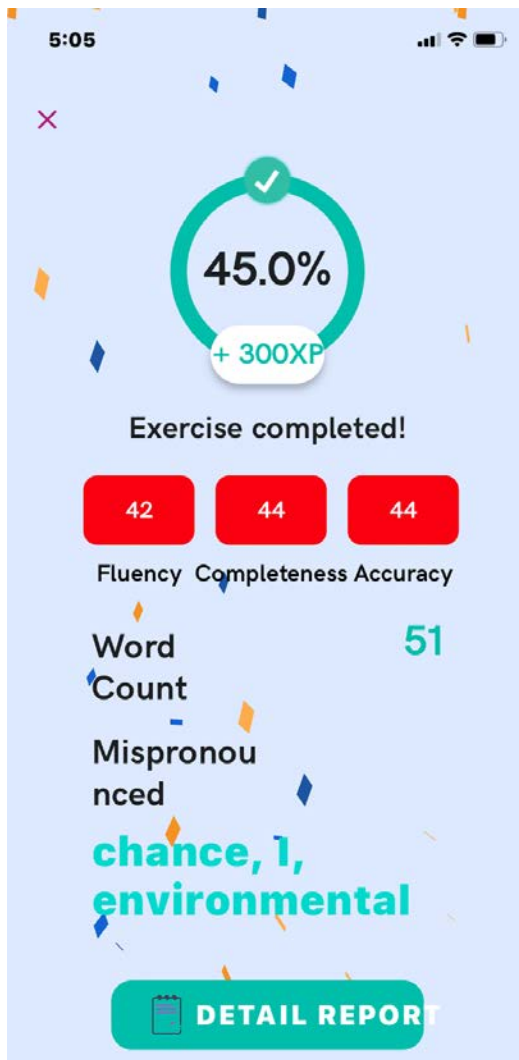 5:05
45.0%
+ 300XP
Exercise completed!
42 44 44
Fluency Completeness Accuracy
Word 51
Count
Mispronou
nced
chance, 1,
environmental
DETAIL REPORT